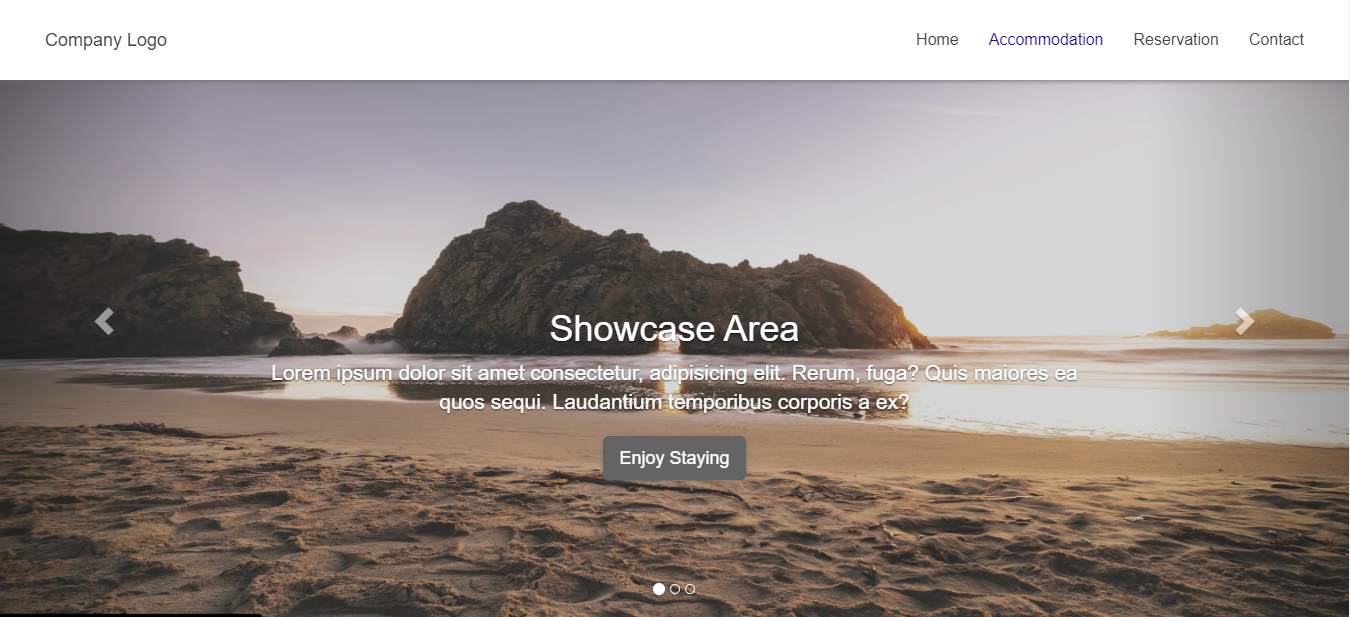 Company Logo
Home
Accommodation
Reservation
Contact
Showcase Area
Lorem ipsum dolor sit amet consectetur, adipisicing elit. Rerum, fuga? Quis maiores ea
quos sequi. Laudantium temporibus corporis a ex?
Enjoy Staying